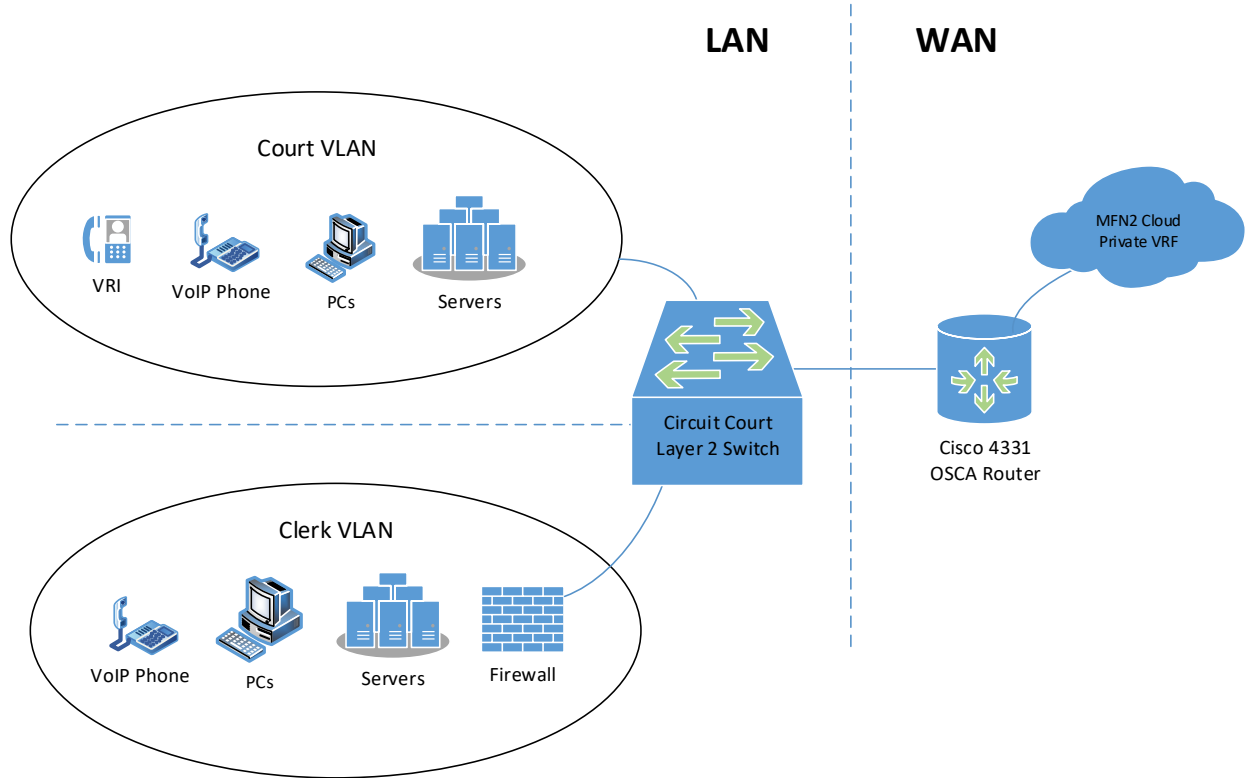 LAN
WAN
Court VLAN
VRI
VoIP Phone
PCs
Servers
MFN2 Cloud
Private VRF
Circuit Court
Layer 2 Switch
Cisco 4331
OSCA Router
Clerk VLAN
VoIP Phone
PCs
Servers
Firewall